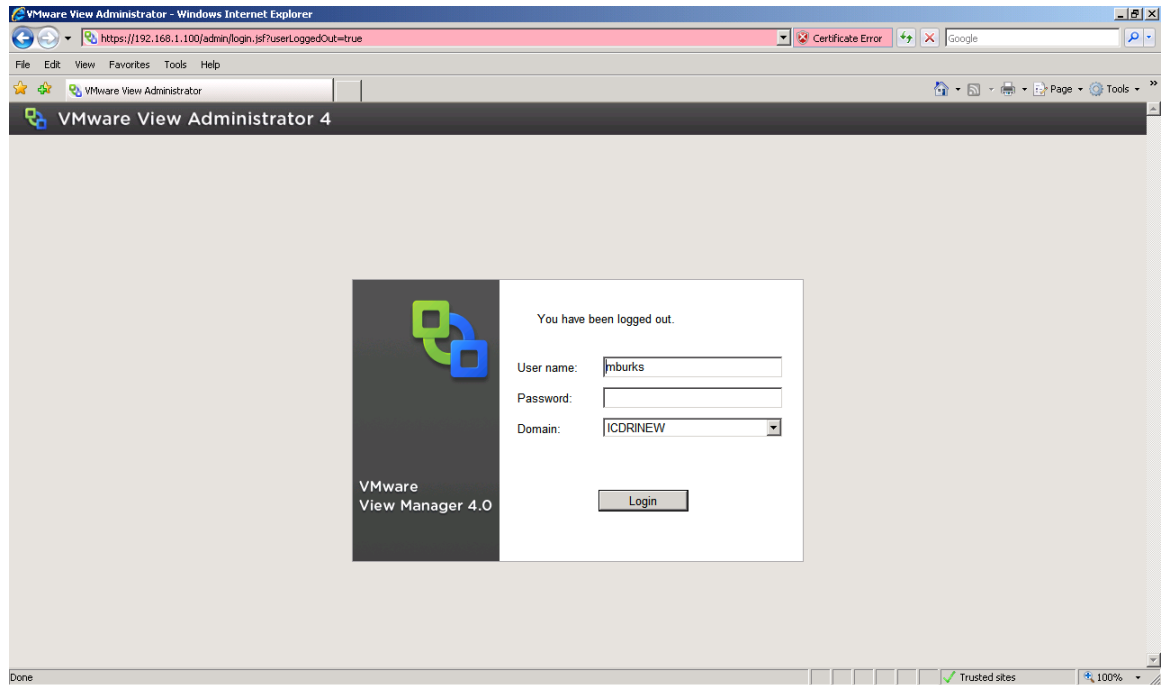 VMware View Administrator - Windows Internet Explorer
https://192.168.1.100/admin/login.jsf?userLoggedOut=true
Certificate Error
Google
File Edit View Favorites Tools Help
VMware View Administrator
Page Tools »
VMware View Administrator 4
You have been logged out.
User name: mburks
Password:
Domain: ICDRINEW
VMware
View Manager 4.0
Login
Done
Trusted sites
100%